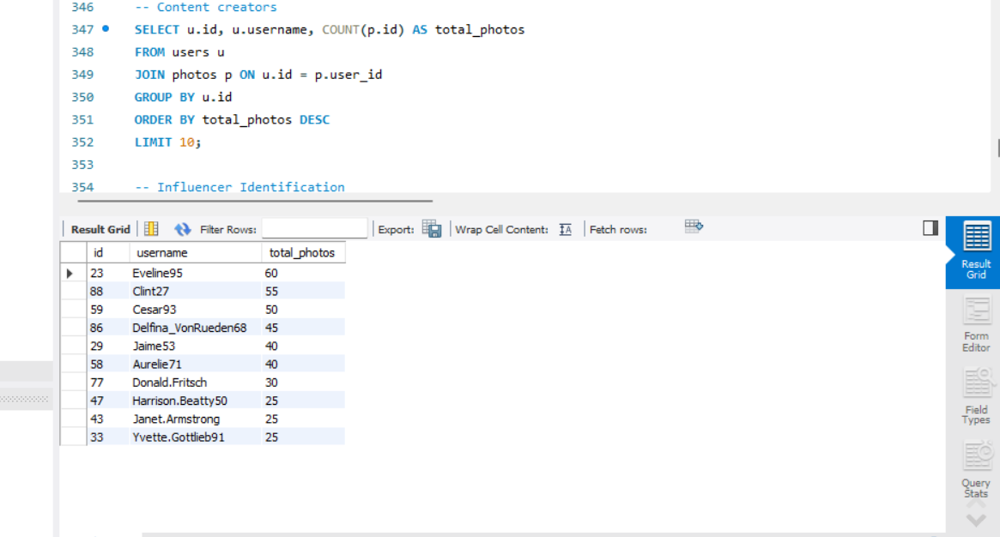 346 -- Content creators
347 SELECT u.id, u.username, COUNT(p.id) AS total_photos
348 FROM users u
349 JOIN photos p ON u.id = p.user_id
350 GROUP BY u.id
351 ORDER BY total_photos DESC
352 LIMIT 10;
353
354 -- Influencer Identification
Result Grid Filter Rows: Export: Wrap Cell Content: IA Fetch rows:
id username total_photos
23 Eveline95 60
88 Clint27 55
59 Cesar93 50
86 Delfina_VonRueden68 45
29 Jaime53 40
58 Aurelie71 40
77 Donald.Fritsch 30
47 Harrison.Beatty50 25
43 Janet.Armstrong 25
33 Yvette.Gottlieb91 25
Result
Grid
Form
Editor
Field
Types
Query
Stats